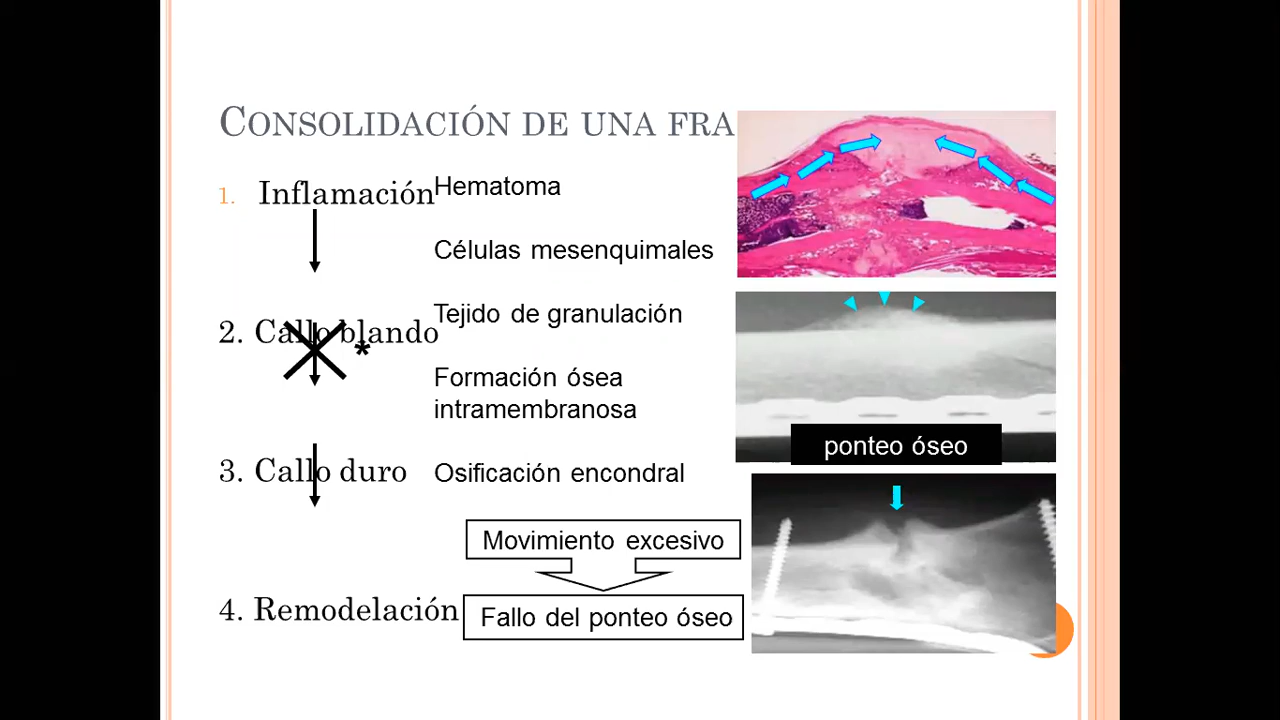 CONSOLIDACIÓN DE UNA FRA
1. Inflamación
Hematoma
Células mesenquimales
Tejido de granulación
2. Callo blando
*
Formación ósea
intramembranosa
3. Callo duro
Osificación encondral
Movimiento excesivo
4. Remodelación
Fallo del ponteo óseo
ponteo óseo